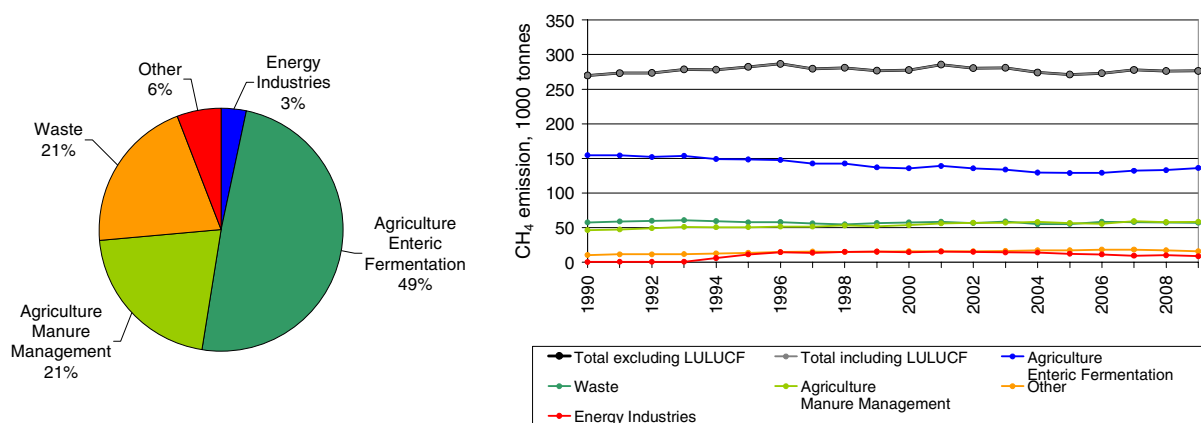 Energy
Industries
3%
Other
6%
Waste
21%
Agriculture
Enteric
Fermentation
49%
Agriculture
Manure
Management
21%
CH4 emission, 1000 tonnes
350
300
250
200
150
100
50
0
1990
1992
1994
1996
1998
2000
2002
2004
2006
2008
Total excluding LULUCF
Total including LULUCF
Agriculture
Enteric Fermentation
Waste
Agriculture
Manure Management
Other
Energy Industries